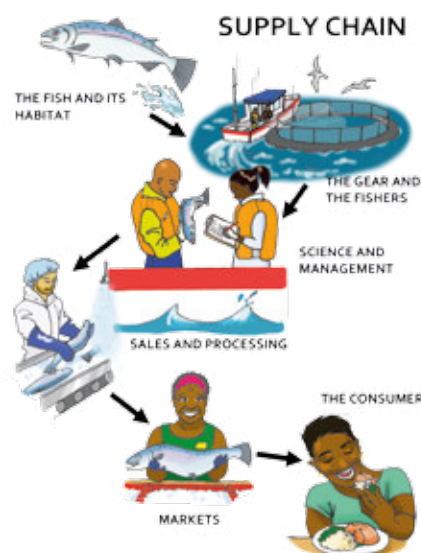 SUPPLY CHAIN
THE FISH AND ITS
HABITAT
THE GEAR AND
THE FISHERS
SCIENCE AND
MANAGEMENT
SALES AND PROCESSING
THE CONSUMER
MARKETS